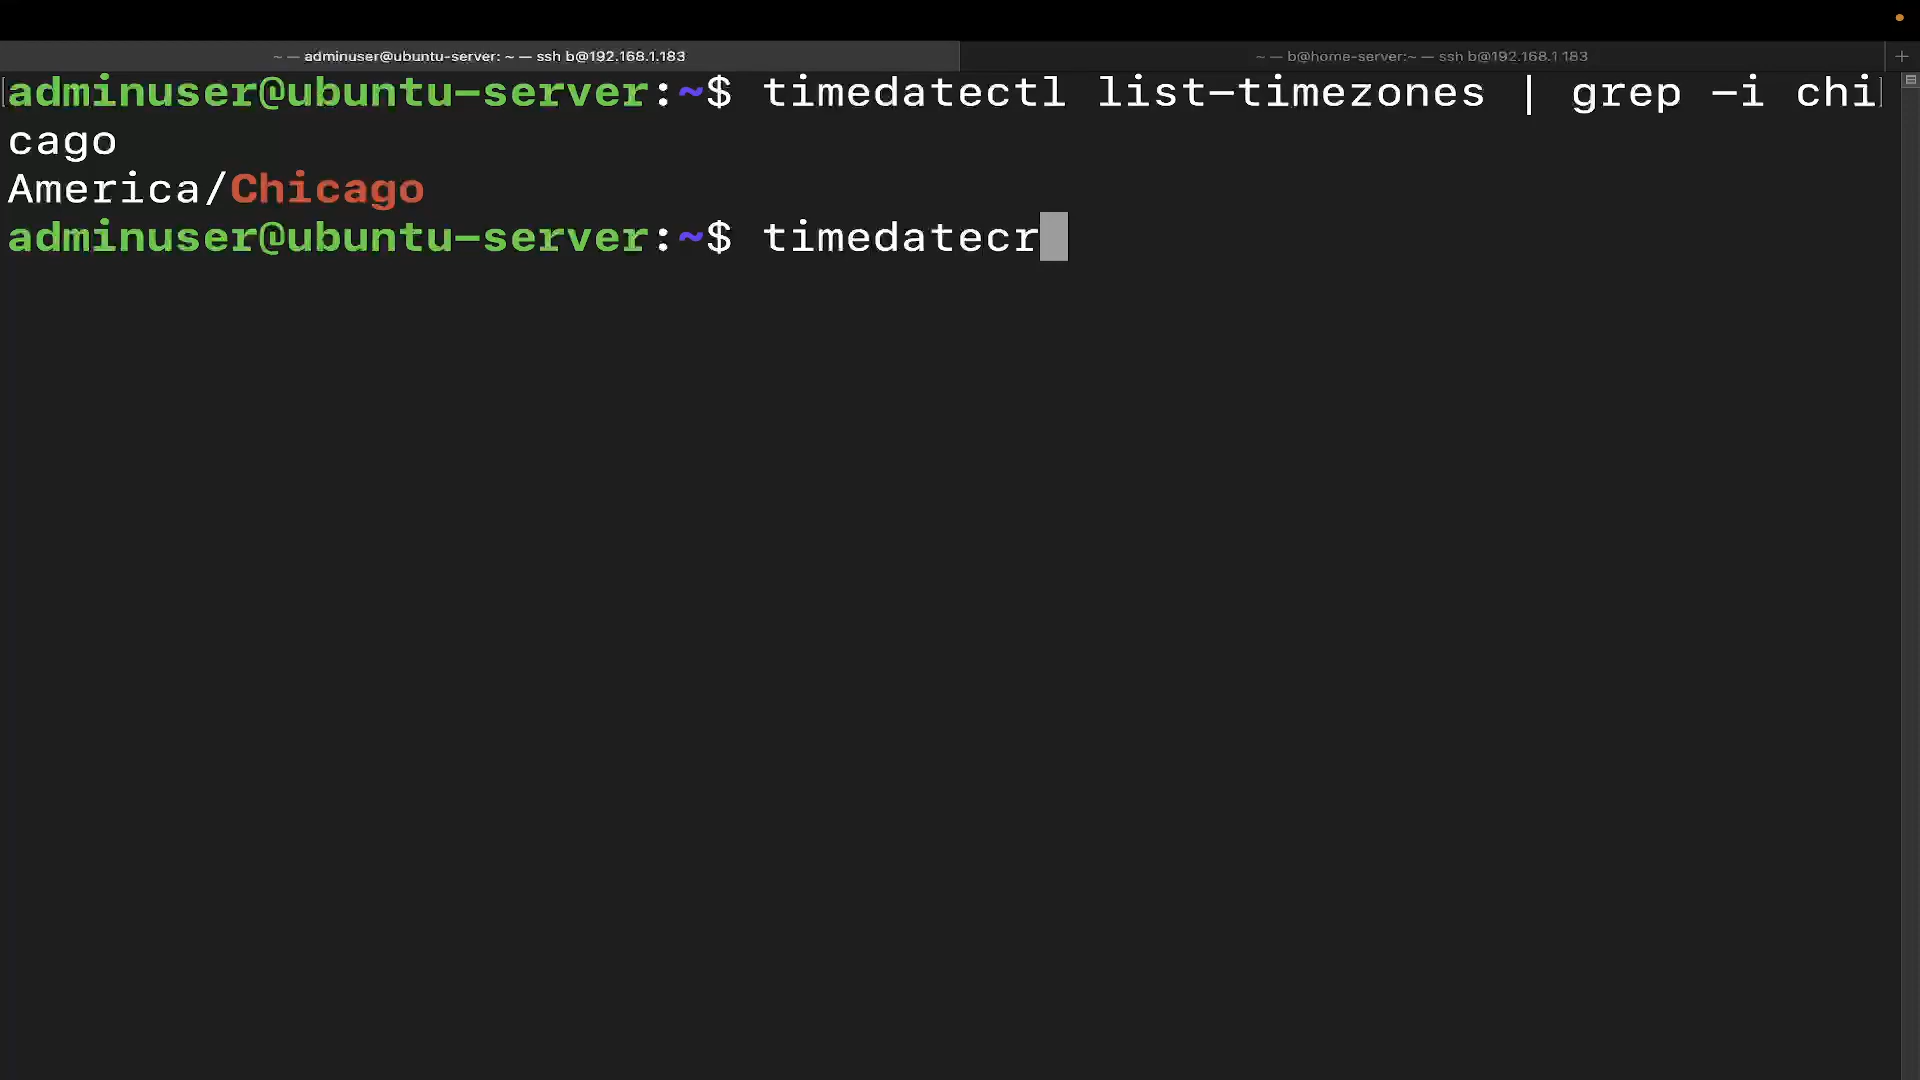 ~ — adminuser@ubuntu-server: ~ — ssh b@192.168.1.183
~ — b@home-server:~ — ssh b@192.168.1.183
adminuser@ubuntu-server:~$ timedatectl list-timezones | grep -i chi
cago
America/Chicago
adminuser@ubuntu-server:~$ timedatecr